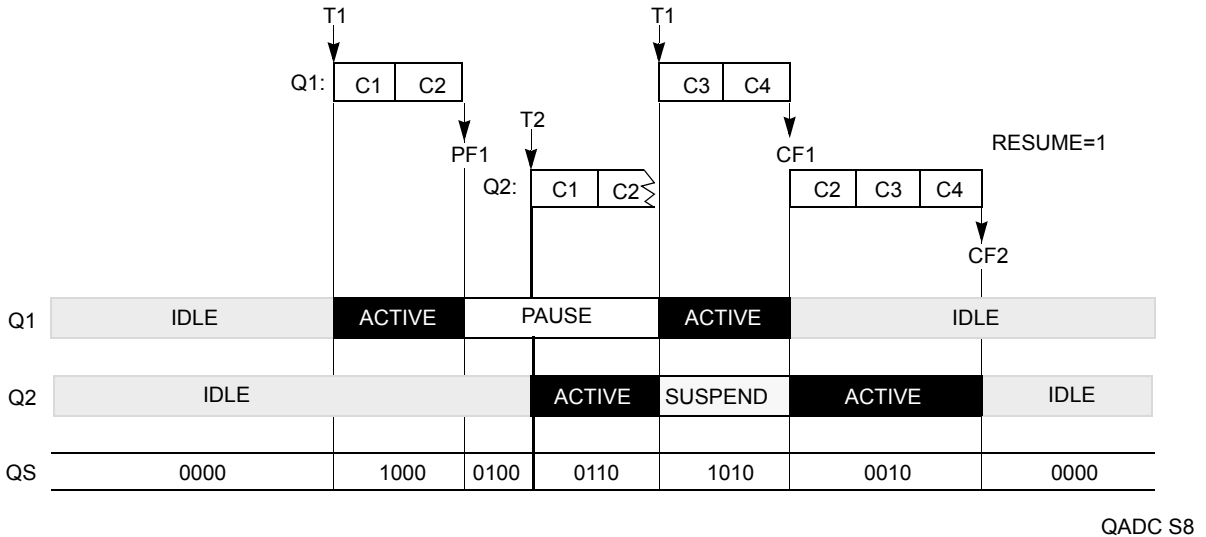 T1 T1
Q1: C1 C2 C3 C4
T2
PF1 CF1 RESUME=1
Q2: C1 C2 C2 C3 C4
CF2
Q1 IDLE ACTIVE PAUSE ACTIVE IDLE
Q2 IDLE ACTIVE SUSPEND ACTIVE IDLE
QS 0000 1000 0100 0110 1010 0010 0000
QADC S8